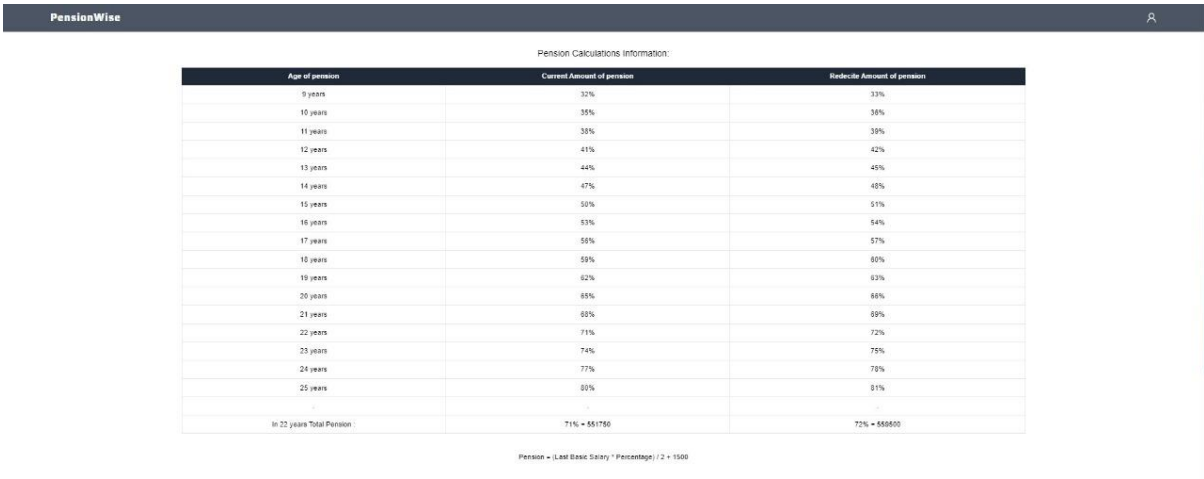 PensionWise
Pension Calculations Information:
Age of pension Current Amount of pension Redecite Amount of pension
9 years 32% 33%
10 years 35% 36%
11 years 38% 39%
12 years 41% 42%
13 years 44% 45%
14 years 47% 48%
15 years 50% 51%
16 years 53% 54%
17 years 56% 57%
18 years 59% 60%
19 years 62% 63%
20 years 65% 66%
21 years 68% 69%
22 years 71% 72%
23 years 74% 75%
24 years 77% 78%
25 years 80% 81%
. . .
In 22 years Total Pension : 71% = 551750 72% = 559500
Pension = (Last Basic Salary * Percentage) / 2 + 1500